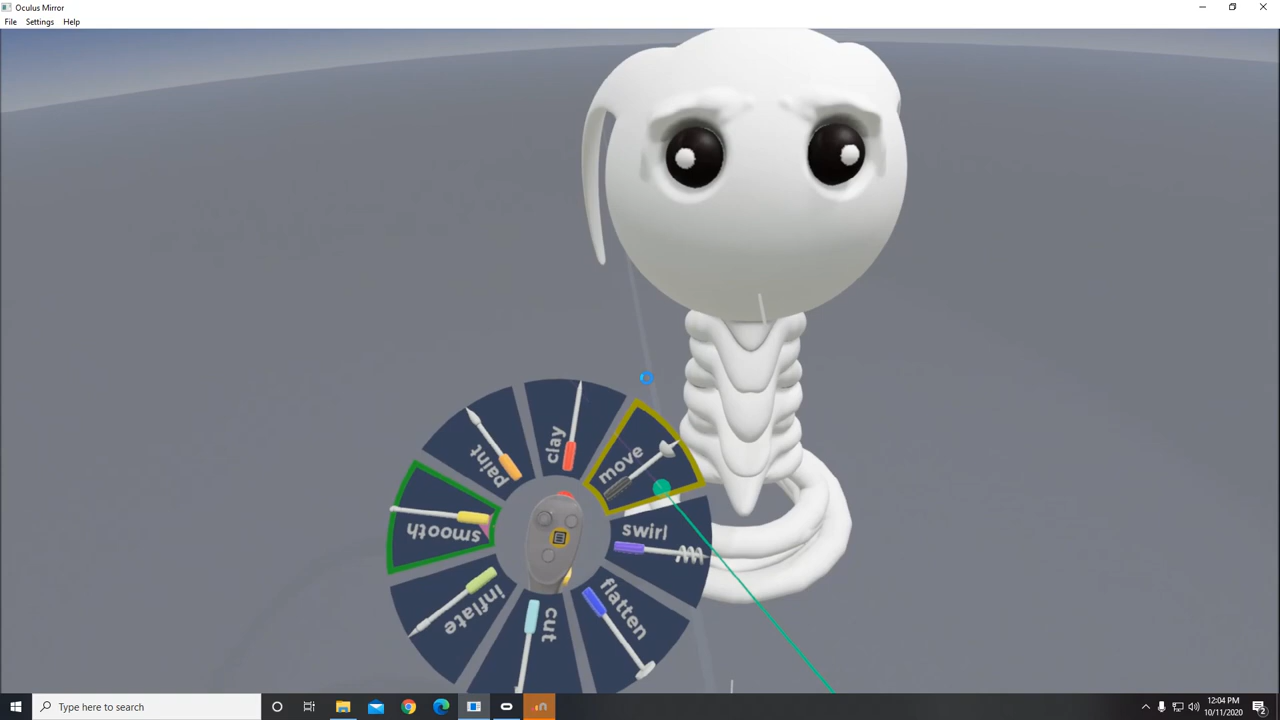 Oculus Mirror
File Settings Help
clay
move
swirl
flatten
cut
inflate
smooth
paint
Type here to search
12:04 PM
10/11/2020
2